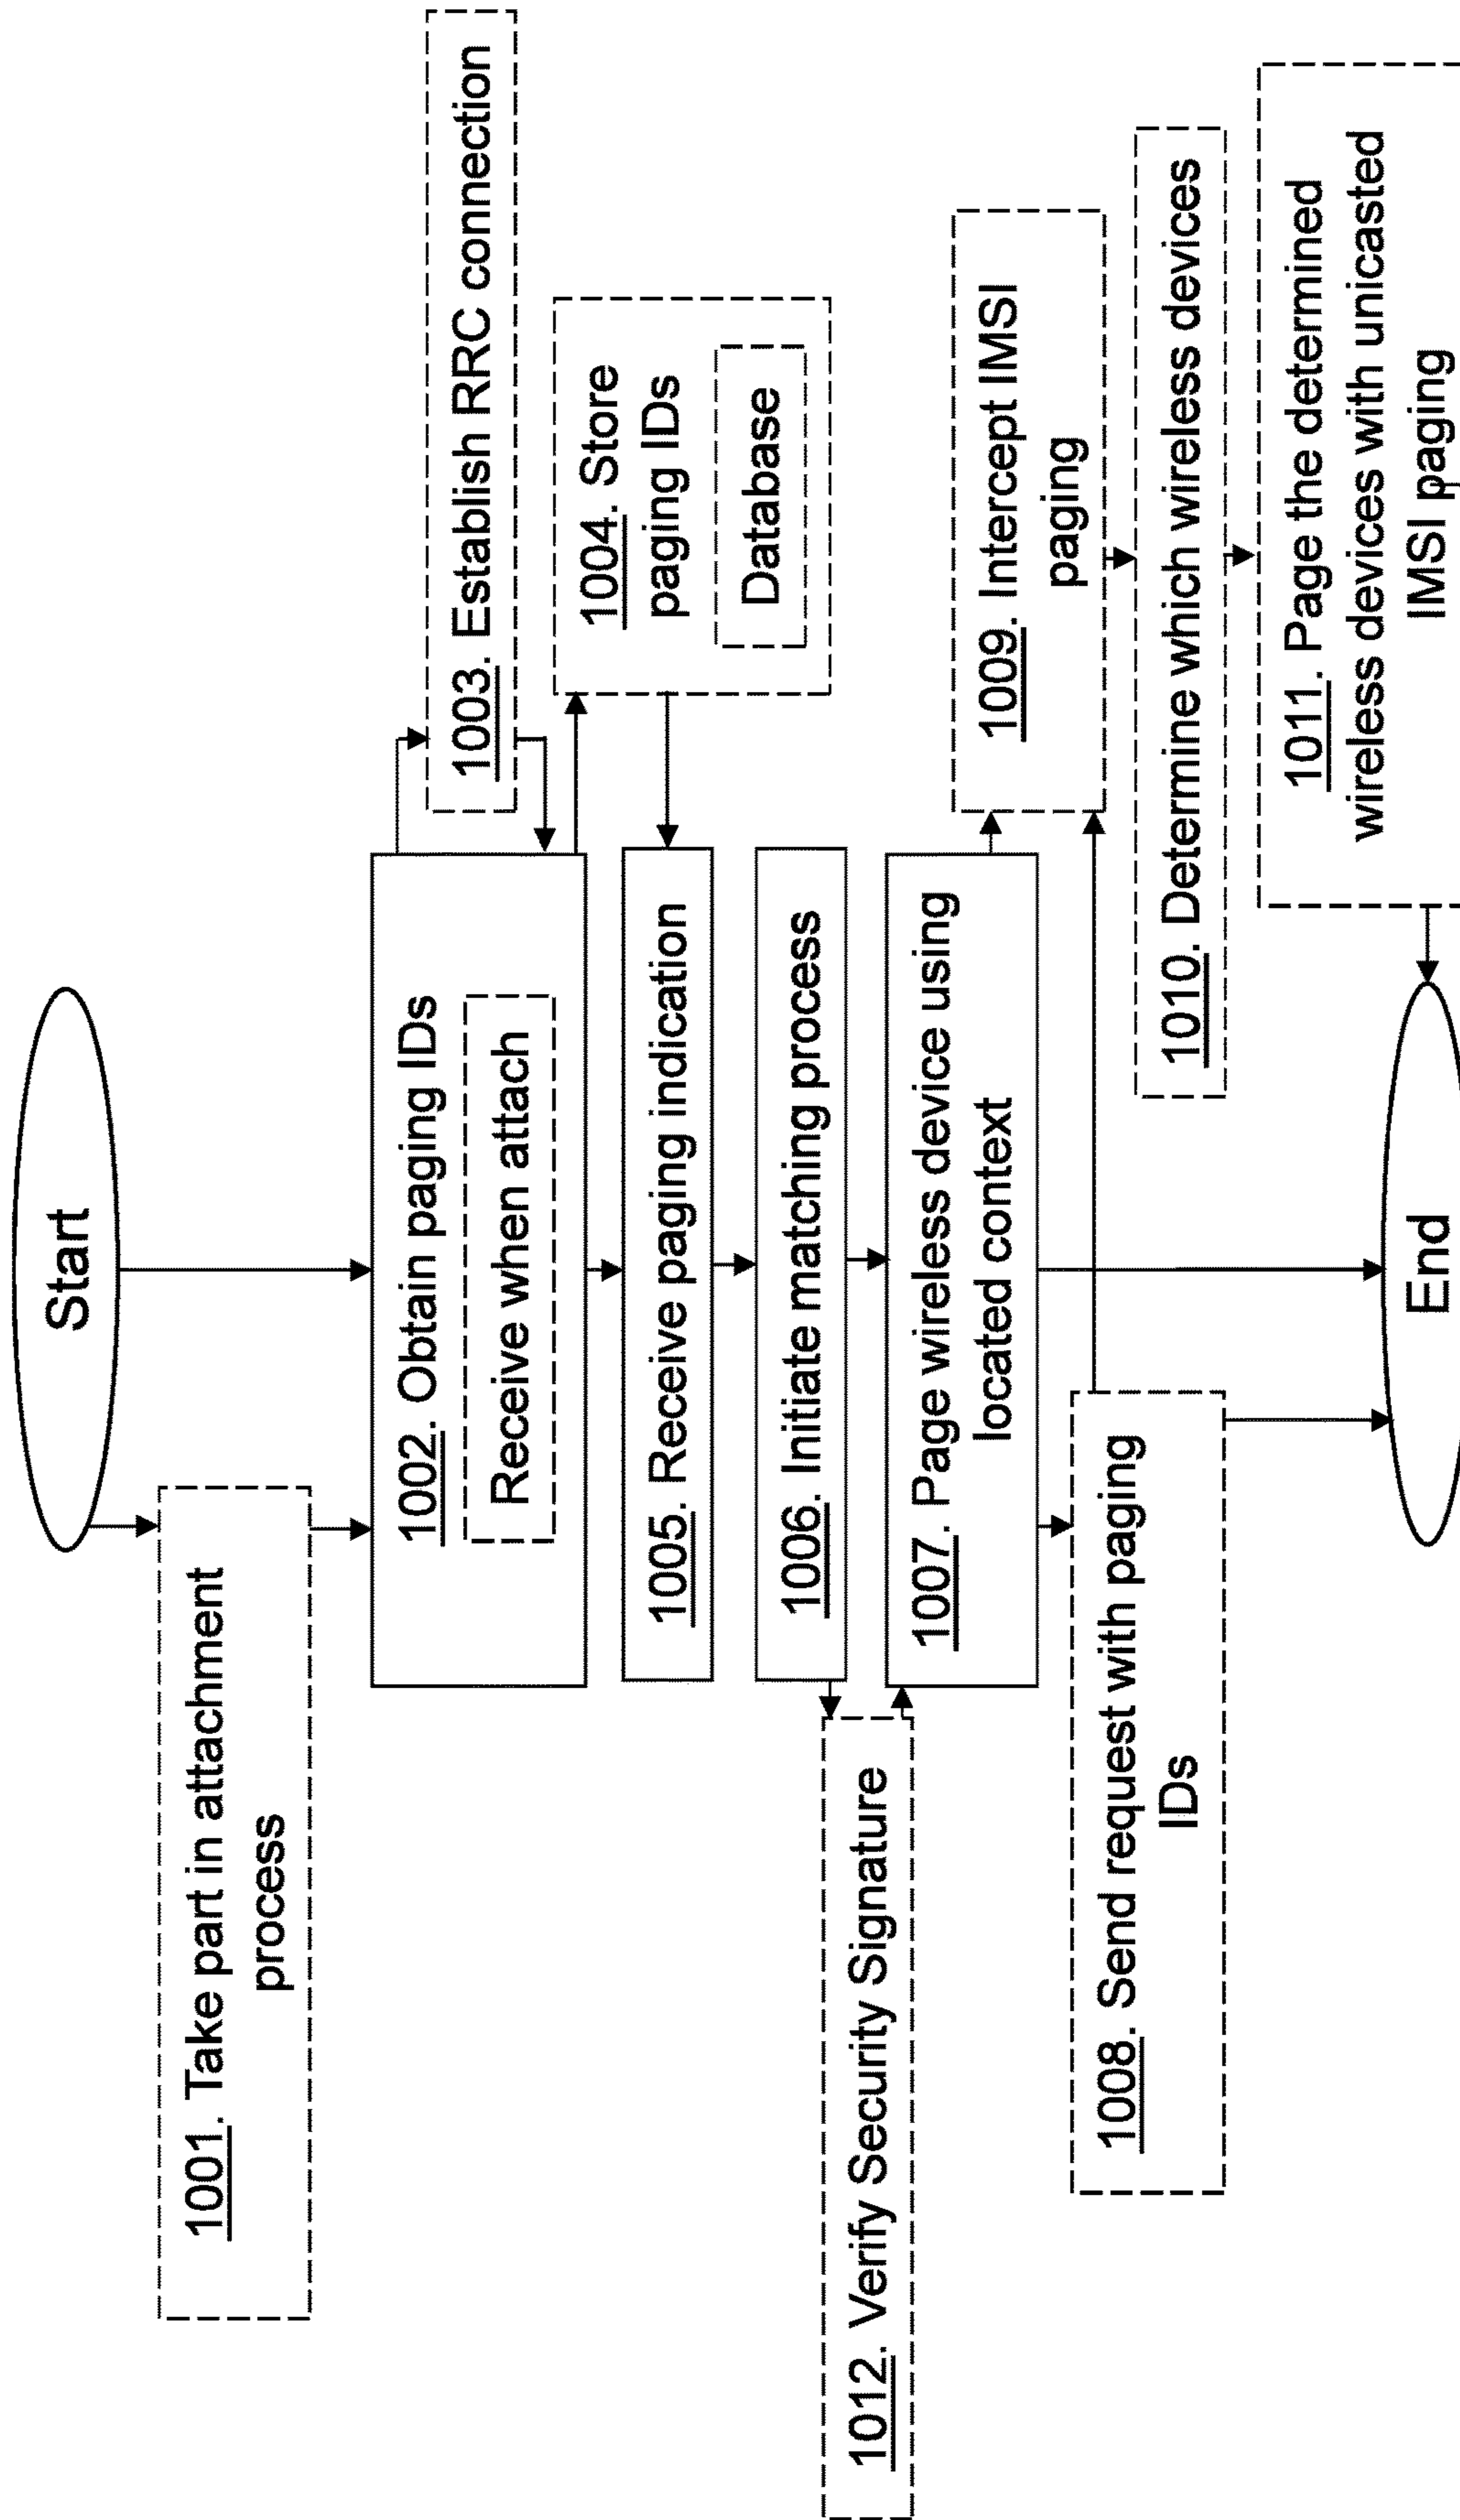 Start
1001. Take part in attachment
process
1002. Obtain paging IDs
Receive when attach
1003. Establish RRC connection
1004. Store
paging IDs
Database
1005. Receive paging indication
1006. Initiate matching process
1012. Verify Security Signature
1007. Page wireless device using
located context
1008. Send request with paging
IDs
1009. Intercept IMSI
paging
1010. Determine which wireless devices
1011. Page the determined
wireless devices with unicasted
IMSI paging
End